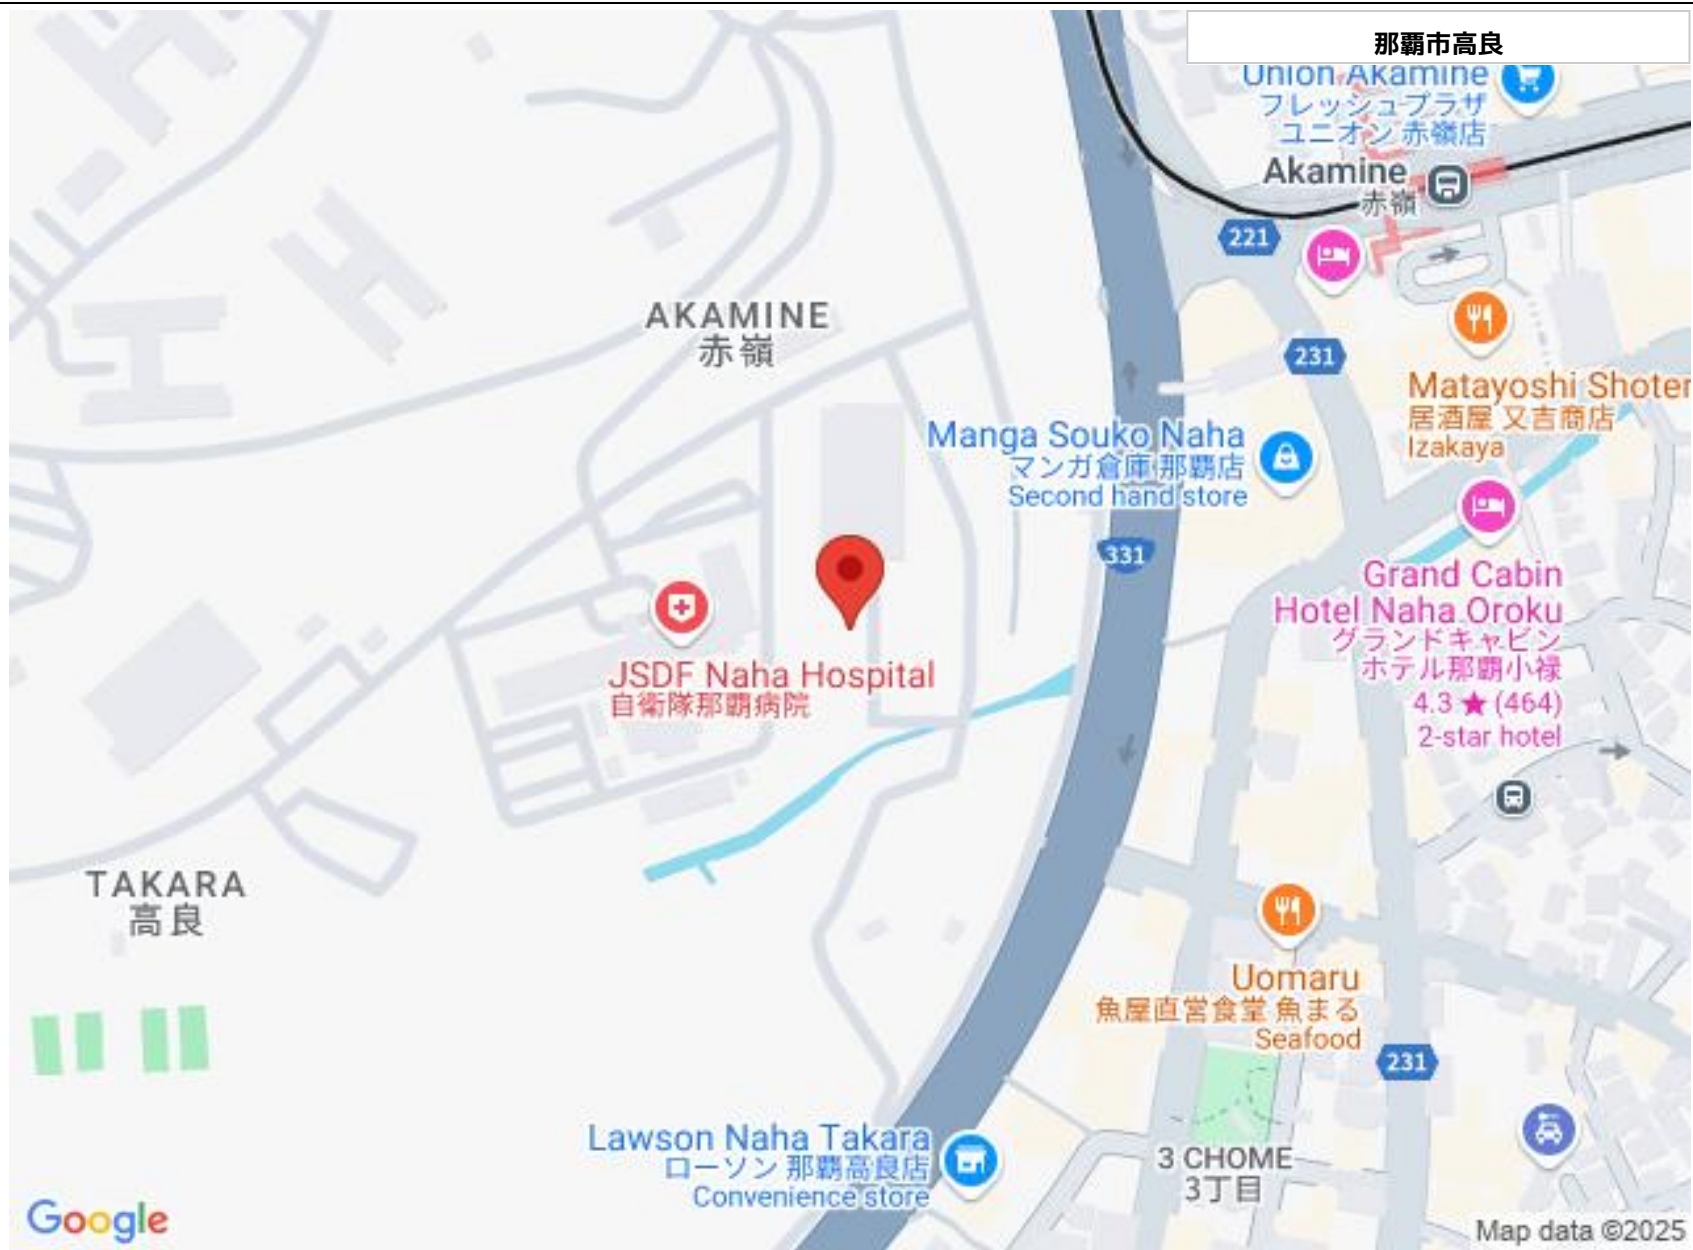 那覇市高良
Union Akamine
フレッシュプラザ
ユニオン 赤嶺店
Akamine
赤嶺
221
AKAMINE
赤嶺
231
Matayoshi Shoten
居酒屋 又吉商店
Izakaya
Manga Souko Naha
マンガ倉庫 那覇店
Second hand store
331
Grand Cabin
Hotel Naha Oroku
グランドキャビン
ホテル那覇小禄
4.3 ★ (464)
2-star hotel
JSDF Naha Hospital
自衛隊那覇病院
TAKARA
高良
Uomaru
魚屋直営食堂 魚まる
Seafood
231
Lawson Naha Takara
ローソン 那覇高良店
Convenience store
3 CHOME
3丁目
Google
Map data ©2025